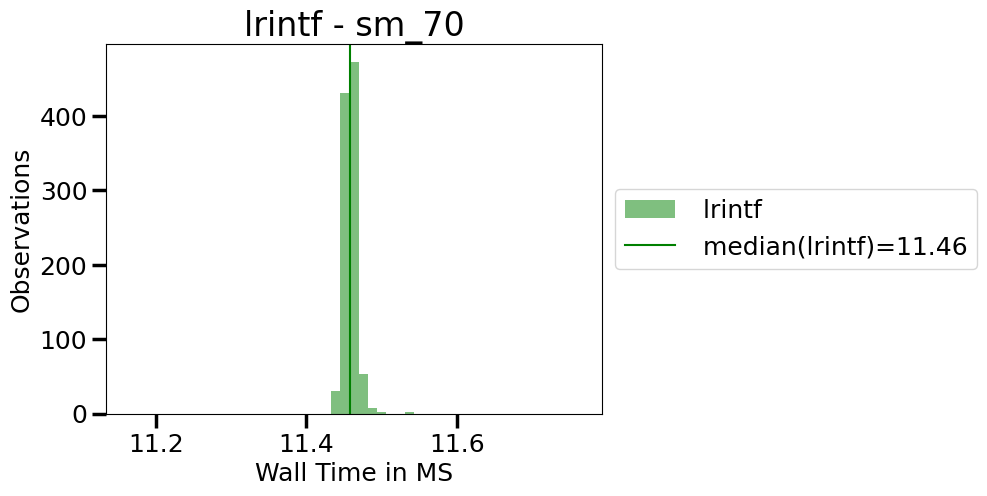 lrintf - sm_70
Observations
400
300
200
100
0
11.2
11.4
11.6
Wall Time in MS
lrintf
median(lrintf)=11.46